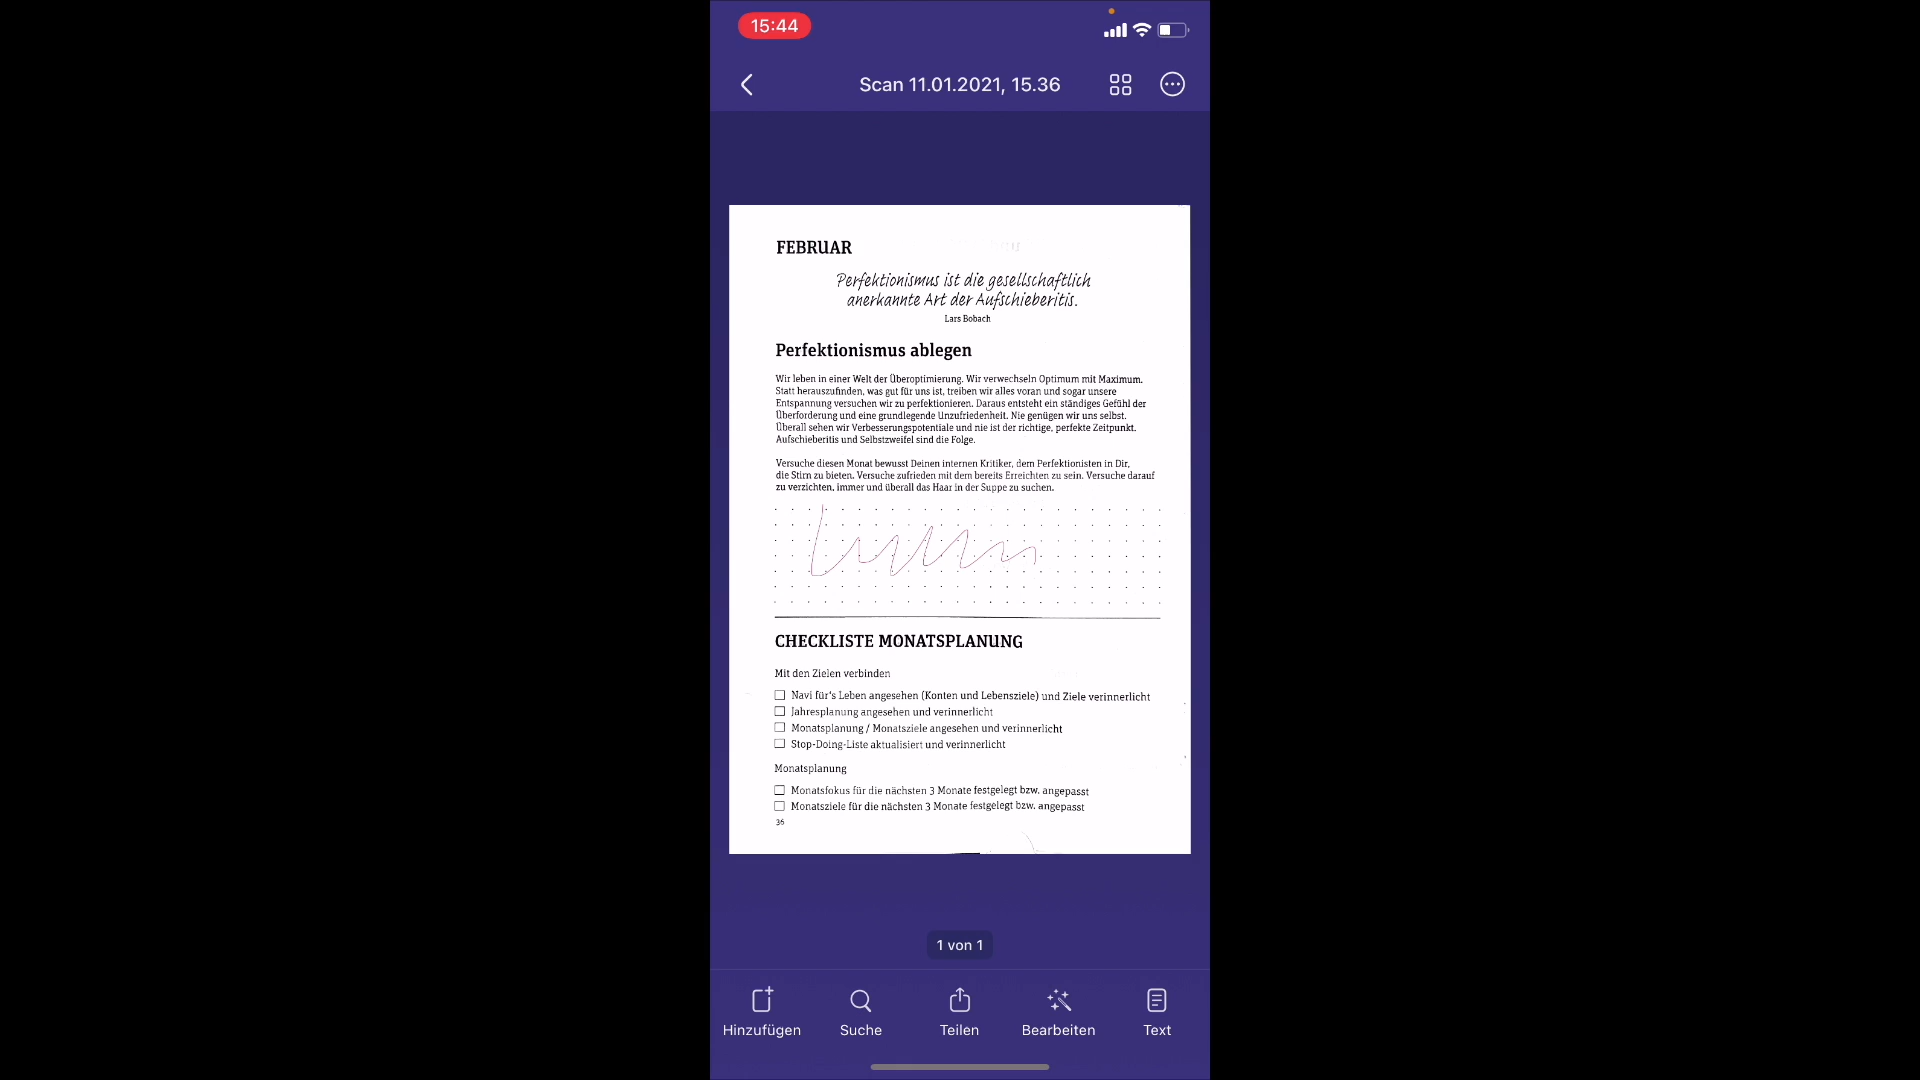 15:44
Scan 11.01.2021, 15.36
FEBRUAR
Perfektionismus ist die gesellschaftlich
anerkannte Art der Aufschieberitis.
Lars Bobach
Perfektionismus ablegen
Wir leben in einer Welt der Überoptimierung. Wir verwechseln Optimum mit Maximum.
Statt herauszufinden, was gut für uns ist, treiben wir alles voran und sogar unsere
Entspannung versuchen wir zu perfektionieren. Daraus entsteht ein ständiges Gefühl der
Überforderung und eine grundlegende Unzufriedenheit. Nie genügen wir uns selbst.
Überall sehen wir Verbesserungspotentiale und nie ist der richtige, perfekte Zeitpunkt.
Aufschieberitis und Selbstzweifel sind die Folge.
Versuche diesen Monat bewusst Deinen internen Kritiker, dem Perfektionisten in Dir,
die Stirn zu bieten. Versuche zufrieden mit dem bereits Erreichten zu sein. Versuche darauf
zu verzichten, immer und überall das Haar in der Suppe zu suchen.
CHECKLISTE MONATSPLANUNG
Mit den Zielen verbinden
Navi für's Leben angesehen (Konten und Lebensziele) und Ziele verinnerlicht
Jahresplanung angesehen und verinnerlicht
Monatsplanung / Monatsziele angesehen und verinnerlicht
Stop-Doing-Liste aktualisiert und verinnerlicht
Monatsplanung
Monatsfokus für die nächsten 3 Monate festgelegt bzw. angepasst
Monatsziele für die nächsten 3 Monate festgelegt bzw. angepasst
36
1 von 1
Hinzufügen Suche Teilen Bearbeiten Text